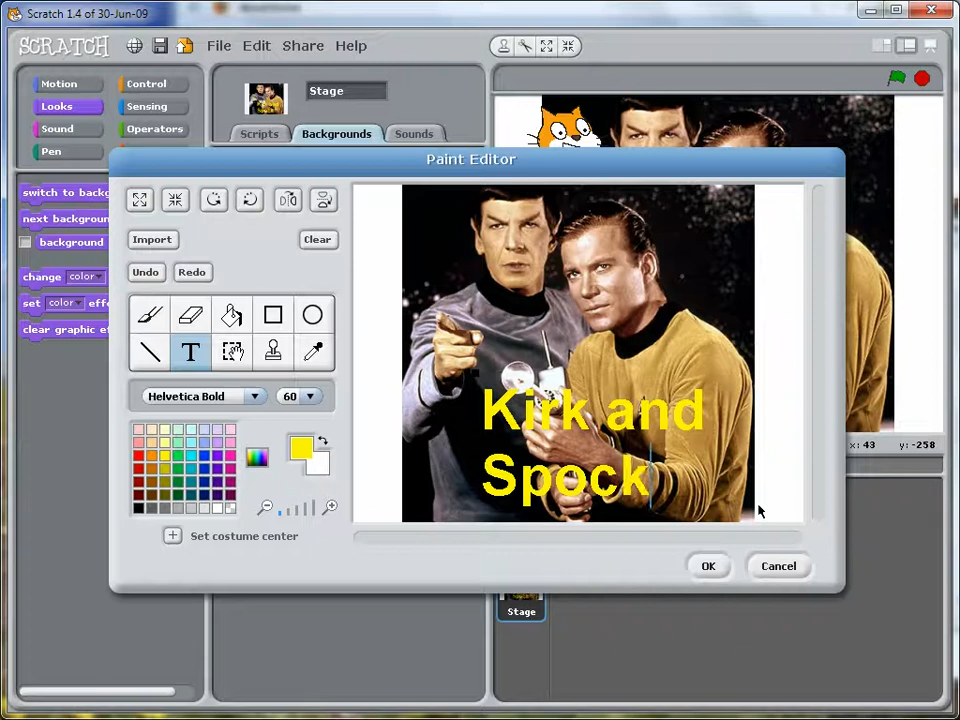 Scratch 1.4 of 30-Jun-09
SCRATCH
File
Edit
Share
Help
Motion
Control
Looks
Sensing
Sound
Operators
Pen
Stage
Scripts
Backgrounds
Sounds
switch to backg
next background
background
change color
set color effe
clear graphic ef
Paint Editor
Import
Clear
Undo
Redo
T
Helvetica Bold
60
Set costume center
Kirk and
Spock
OK
Cancel
x: 43
y: -258
Stage